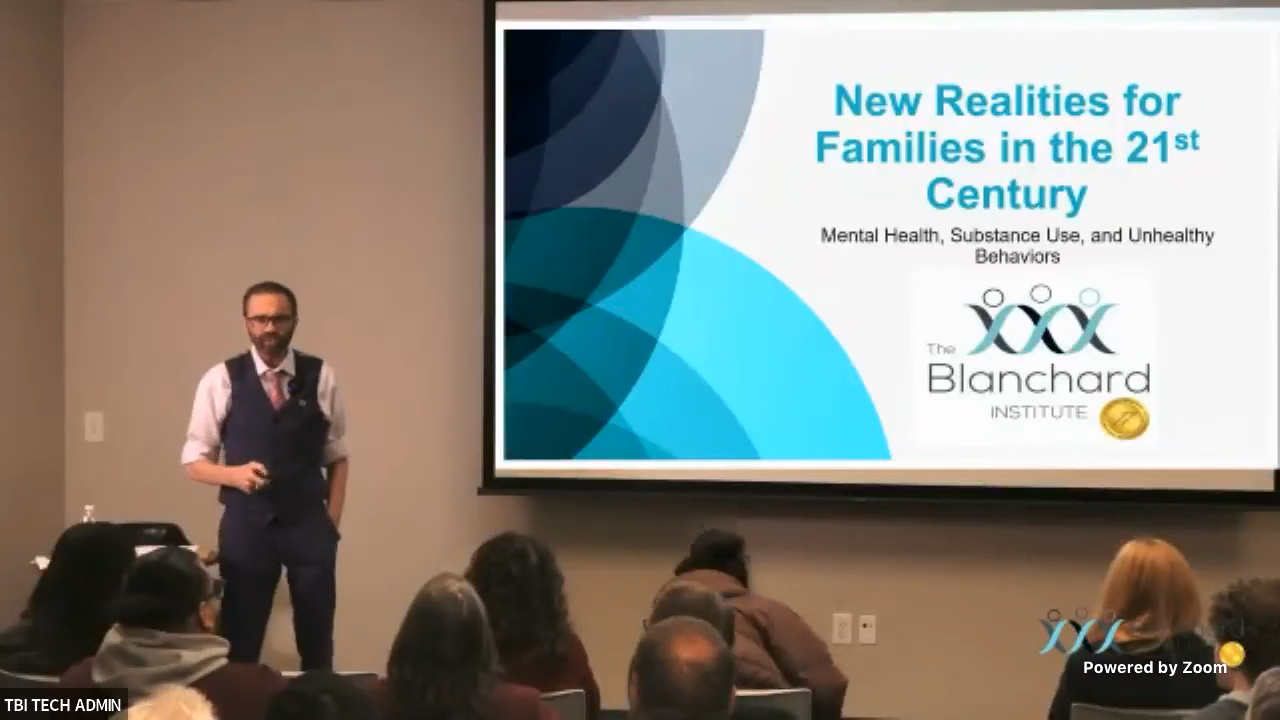 New Realities for
Families in the 21st
Century
Mental Health, Substance Use, and Unhealthy
Behaviors
The
Blanchard
INSTITUTE
Powered by Zoom
TBI TECH ADMIN